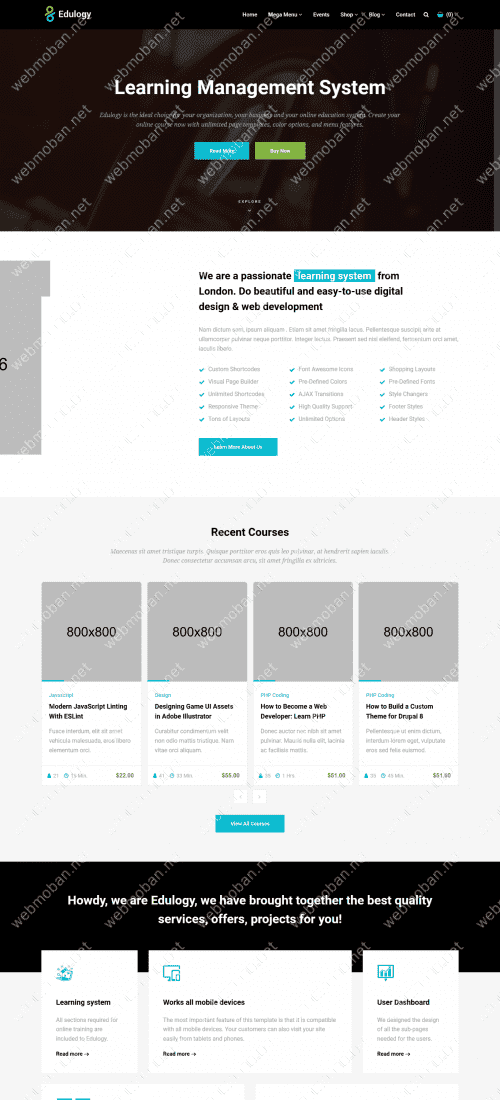 Edulogy
Home Mega Menu Events Shop Blog Contact (0)
Learning Management System
Edulogy is the ideal choice for your organization, your business and your online education system. Create your
online course now with unlimited page templates, color options, and menu features.
Read More Buy Now
EXPLORE
We are a passionate learning system from
London. Do beautiful and easy-to-use digital
design & web development
6
Nam dictum sem, ipsum aliquam . Etiam sit amet fringilla lacus. Pellentesque suscipit ante at
ullamcorper pulvinar neque porttitor. Integer lectus. Praesent sed nisi eleifend, fermentum orci amet,
iaculis libero.
Custom Shortcodes Font Awesome Icons Shopping Layouts
Visual Page Builder Pre-Defined Colors Pre-Defined Fonts
Unlimited Shortcodes AJAX Transitions Style Changers
Responsive Theme High Quality Support Footer Styles
Tons of Layouts Unlimited Options Header Styles
Learn More About Us
Recent Courses
Maecenas sit amet tristique turpis. Quisque porttitor eros quis leo pulvinar, at hendrerit sapien iaculis.
Donec consectetur accumsan arcu, sit amet fringilla ex ultricies.
800x800 800x800 800x800 800x800
Javascript Design PHP Coding PHP Coding
Modern JavaScript Linting Designing Game UI Assets How to Become a Web How to Build a Custom
With ESLint in Adobe Illustrator Developer: Learn PHP Theme for Drupal 8
Fusce interdum, elit sit amet Curabitur condimentum velit Donec auctor non nibh sit amet Pellentesque ut enim dictum,
vehicula malesuada, eros libero non odio mattis tristique. Nam pulvinar. Mauris nulla elit, lacinia interdum lorem eget, vulputate
elementum orci. vitae orci aliquam. ac facilisis mattis. eros sed felis euismod.
21 15 Min. $22.00 41 33 Min. $55.00 1 Hrs. $81.00 45 Min. $51.00
View All Courses
Howdy, we are Edulogy, we have brought together the best quality
services, offers, projects for you!
Learning system Works all mobile devices User Dashboard
All sections required for The most important feature of this template is that it is compatible We designed the design
online training are with all mobile devices. Your customers can also visit your site of all the sub-pages
included to Edulogy. easily from tablets and phones. needed for the users.
Read more Read more Read more
webmoban.net